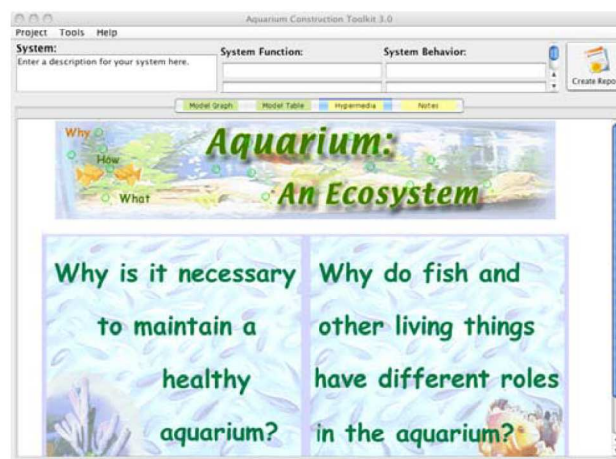 Aquarium Construction Toolkit 3.0
Project Tools Help
System:
System Function:
System Behavior:
Enter a description for your system here.
Create Repo
Model Graph
Model Table
Hypermedia
Notes
Why
How
What
Aquarium:
An Ecosystem
Why is it necessary
to maintain a
healthy
aquarium?
Why do fish and
other living things
have different roles
in the aquarium?